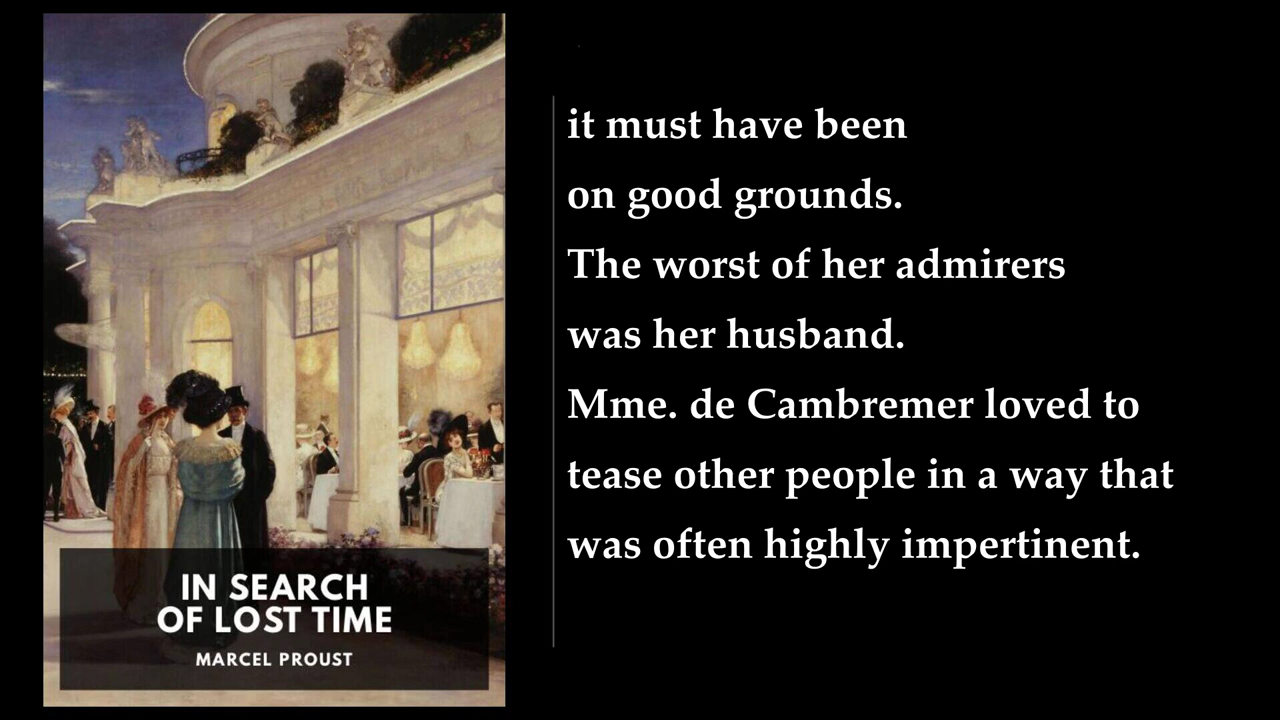 IN SEARCH
OF LOST TIME
MARCEL PROUST
it must have been
on good grounds.
The worst of her admirers
was her husband.
Mme. de Cambremer loved to
tease other people in a way that
was often highly impertinent.